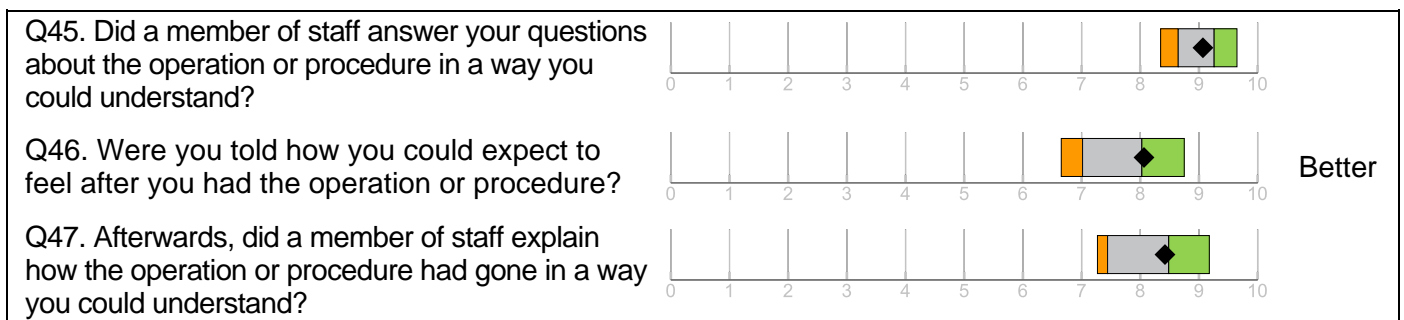 Q45. Did a member of staff answer your questions
about the operation or procedure in a way you
could understand?
0 1 2 3 4 5 6 7 8 9 10
Q46. Were you told how you could expect to
feel after you had the operation or procedure?
Better
0 1 2 3 4 5 6 7 8 9 10
Q47. Afterwards, did a member of staff explain
how the operation or procedure had gone in a way
you could understand?
0 1 2 3 4 5 6 7 8 9 10